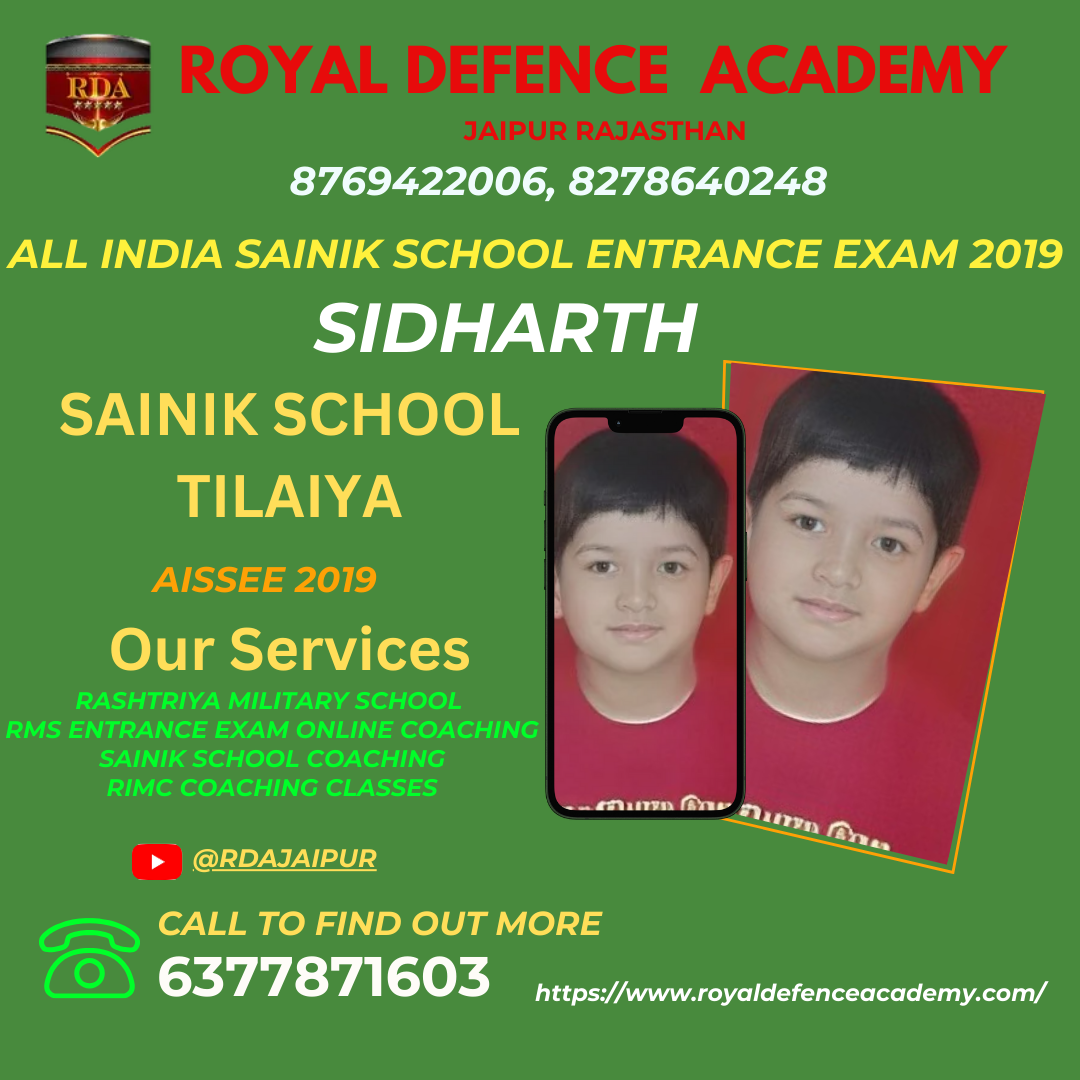 RDA
ROYAL DEFENCE ACADEMY
JAIPUR RAJASTHAN
8769422006, 8278640248
ALL INDIA SAINIK SCHOOL ENTRANCE EXAM 2019
SIDHARTH
SAINIK SCHOOL
TILAIYA
AISSEE 2019
Our Services
RASHTRIYA MILITARY SCHOOL
RMS ENTRANCE EXAM ONLINE COACHING
SAINIK SCHOOL COACHING
RIMC COACHING CLASSES
@RDAJAIPUR
CALL TO FIND OUT MORE
6377871603
https://www.royaldefenceacademy.com/